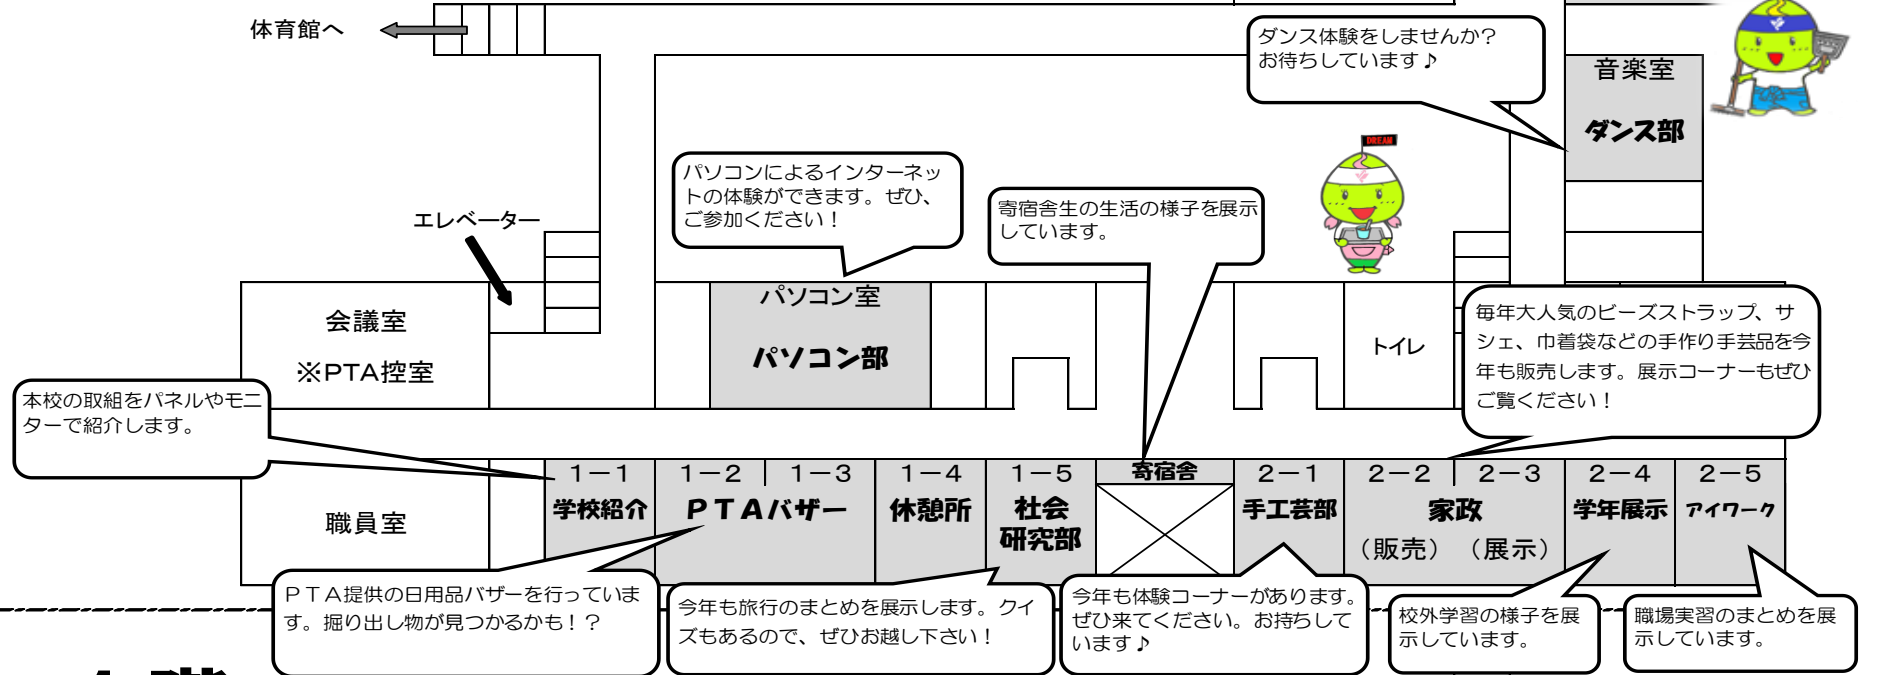 体育館へ
ダンス体験をしませんか？
お待ちしています♪
音楽室
ダンス部
DREAM
パソコンによるインターネッ
トの体験ができます。ぜひ、
ご参加ください！
寄宿舎生の生活の様子を展示
しています。
エレベーター
会議室
※PTA控室
パソコン室
パソコン部
トイレ
毎年大人気のビーズストラップ、サ
シェ、巾着袋などの手作り手芸品を今
年も販売します。展示コーナーもぜひ
ご覧ください！
本校の取組をパネルやモニ
ターで紹介します。
職員室
1－1
学校紹介
1－2
1－3
ＰＴＡバザー
1－4
休憩所
1－5
社会
研究部
寄宿舎
2－1
手工芸部
2－2
2－3
家政
（販売）
（展示）
2－4
学年展示
2－5
アイワーク
ＰＴＡ提供の日用品バザーを行っていま
す。掘り出し物が見つかるかも！？
今年も旅行のまとめを展示します。クイ
ズもあるので、ぜひお越し下さい！
今年も体験コーナーがあります。
ぜひ来てください。お持ちして
います♪
校外学習の様子を展
示しています。
職場実習のまとめを展
示しています。